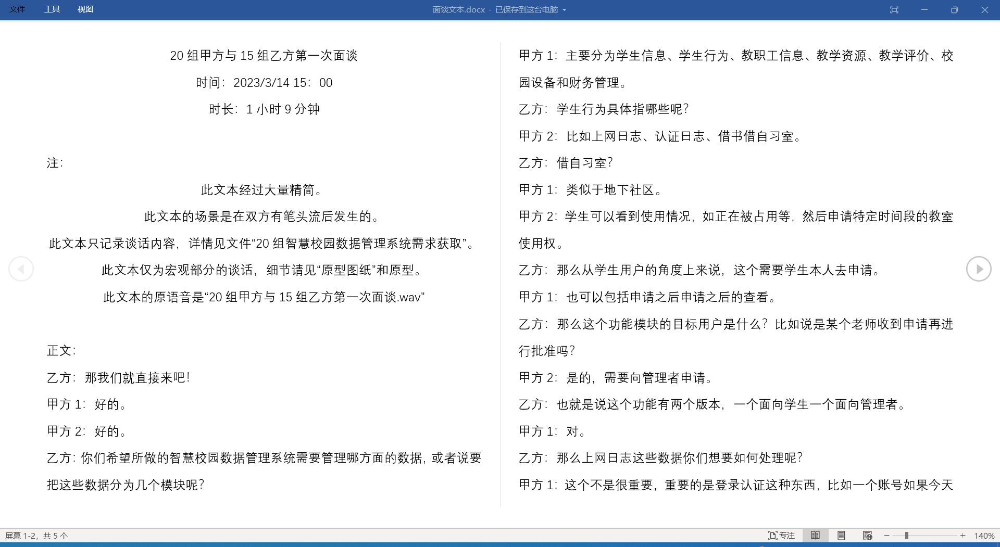 文件 工具 视图
面谈文本.docx - 已保存到这台电脑
20 组甲方与 15 组乙方第一次面谈
时间：2023/3/14 15：00
时长：1 小时 9 分钟
注：
此文本经过大量精简。
此文本的场景是在双方有笔头流后发生的。
此文本只记录谈话内容，详情见文件“20 组智慧校园数据管理系统需求获取”。
此文本仅为宏观部分的谈话，细节请见“原型图纸”和原型。
此文本的原语音是“20 组甲方与 15 组乙方第一次面谈.wav”
正文：
乙方：那我们就直接来吧！
甲方 1：好的。
甲方 2：好的。
乙方：你们希望所做的智慧校园数据管理系统需要管理哪方面的数据，或者说要
把这些数据分为几个模块呢？
甲方 1：主要分为学生信息、学生行为、教职工信息、教学资源、教学评价、校
园设备和财务管理。
乙方：学生行为具体指哪些呢？
甲方 2：比如上网日志、认证日志、借书借自习室。
乙方：借自习室？
甲方 1：类似于地下社区。
甲方 2：学生可以看到使用情况，如正在被占用等，然后申请特定时间段的教室
使用权。
乙方：那么从学生用户的角度上来说，这个需要学生本人去申请。
甲方 1：也可以包括申请之后申请之后的查看。
乙方：那么这个功能模块的目标用户是什么？比如说是某个老师收到申请再进
行批准吗？
甲方 2：是的，需要向管理者申请。
乙方：也就是说这个功能有两个版本，一个面向学生一个面向管理者。
甲方 1：对。
乙方：那么上网日志这些数据你们想要如何处理呢？
甲方 1：这个不是很重要，重要的是登录认证这种东西，比如一个账号如果今天
屏幕 1-2，共 5 个
专注
140%